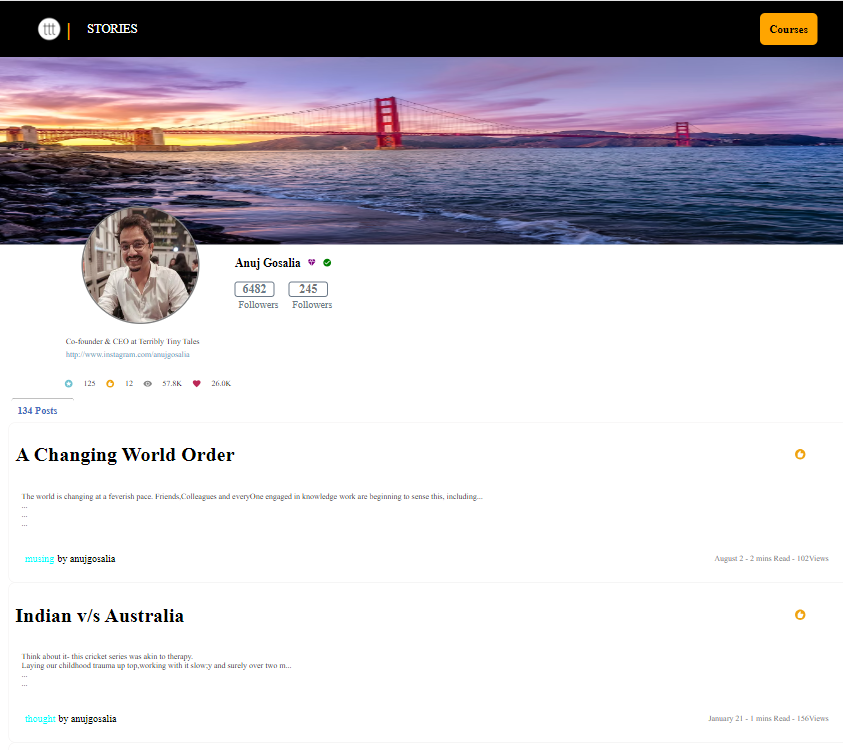 ttt | STORIES
Courses
Anuj Gosalia
6482 245
Followers Followers
Co-founder & CEO at Terribly Tiny Tales
http://www.instagram.com/anujgosalia
125 12 57.8K 26.0K
134 Posts
A Changing World Order
The world is changing at a feverish pace. Friends,Colleagues and everyOne engaged in knowledge work are beginning to sense this, including...
...
...
...
musing by anujgosalia
August 2 - 2 mins Read - 102Views
Indian v/s Australia
Think about it- this cricket series was akin to therapy.
Laying our childhood trauma up top,working with it slow;y and surely over two m...
...
...
thought by anujgosalia
January 21 - 1 mins Read - 156Views